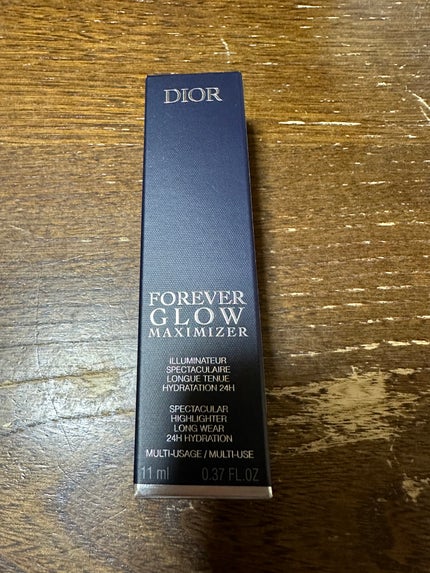 DIOR
FOREVER
GLOW
MAXIMIZER
ILLUMINATEUR
SPECTACULAIRE
LONGUE TENUE
HYDRATATION 24H
SPECTACULAR
HIGHLIGHTER
LONG WEAR
24H HYDRATION
MULTI-USAGE / MULTI-USE
11 ml 0.37 FL.OZ